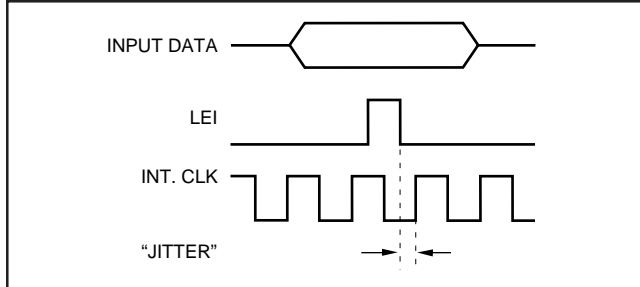 INPUT DATA
LEI
INT. CLK
“JITTER”